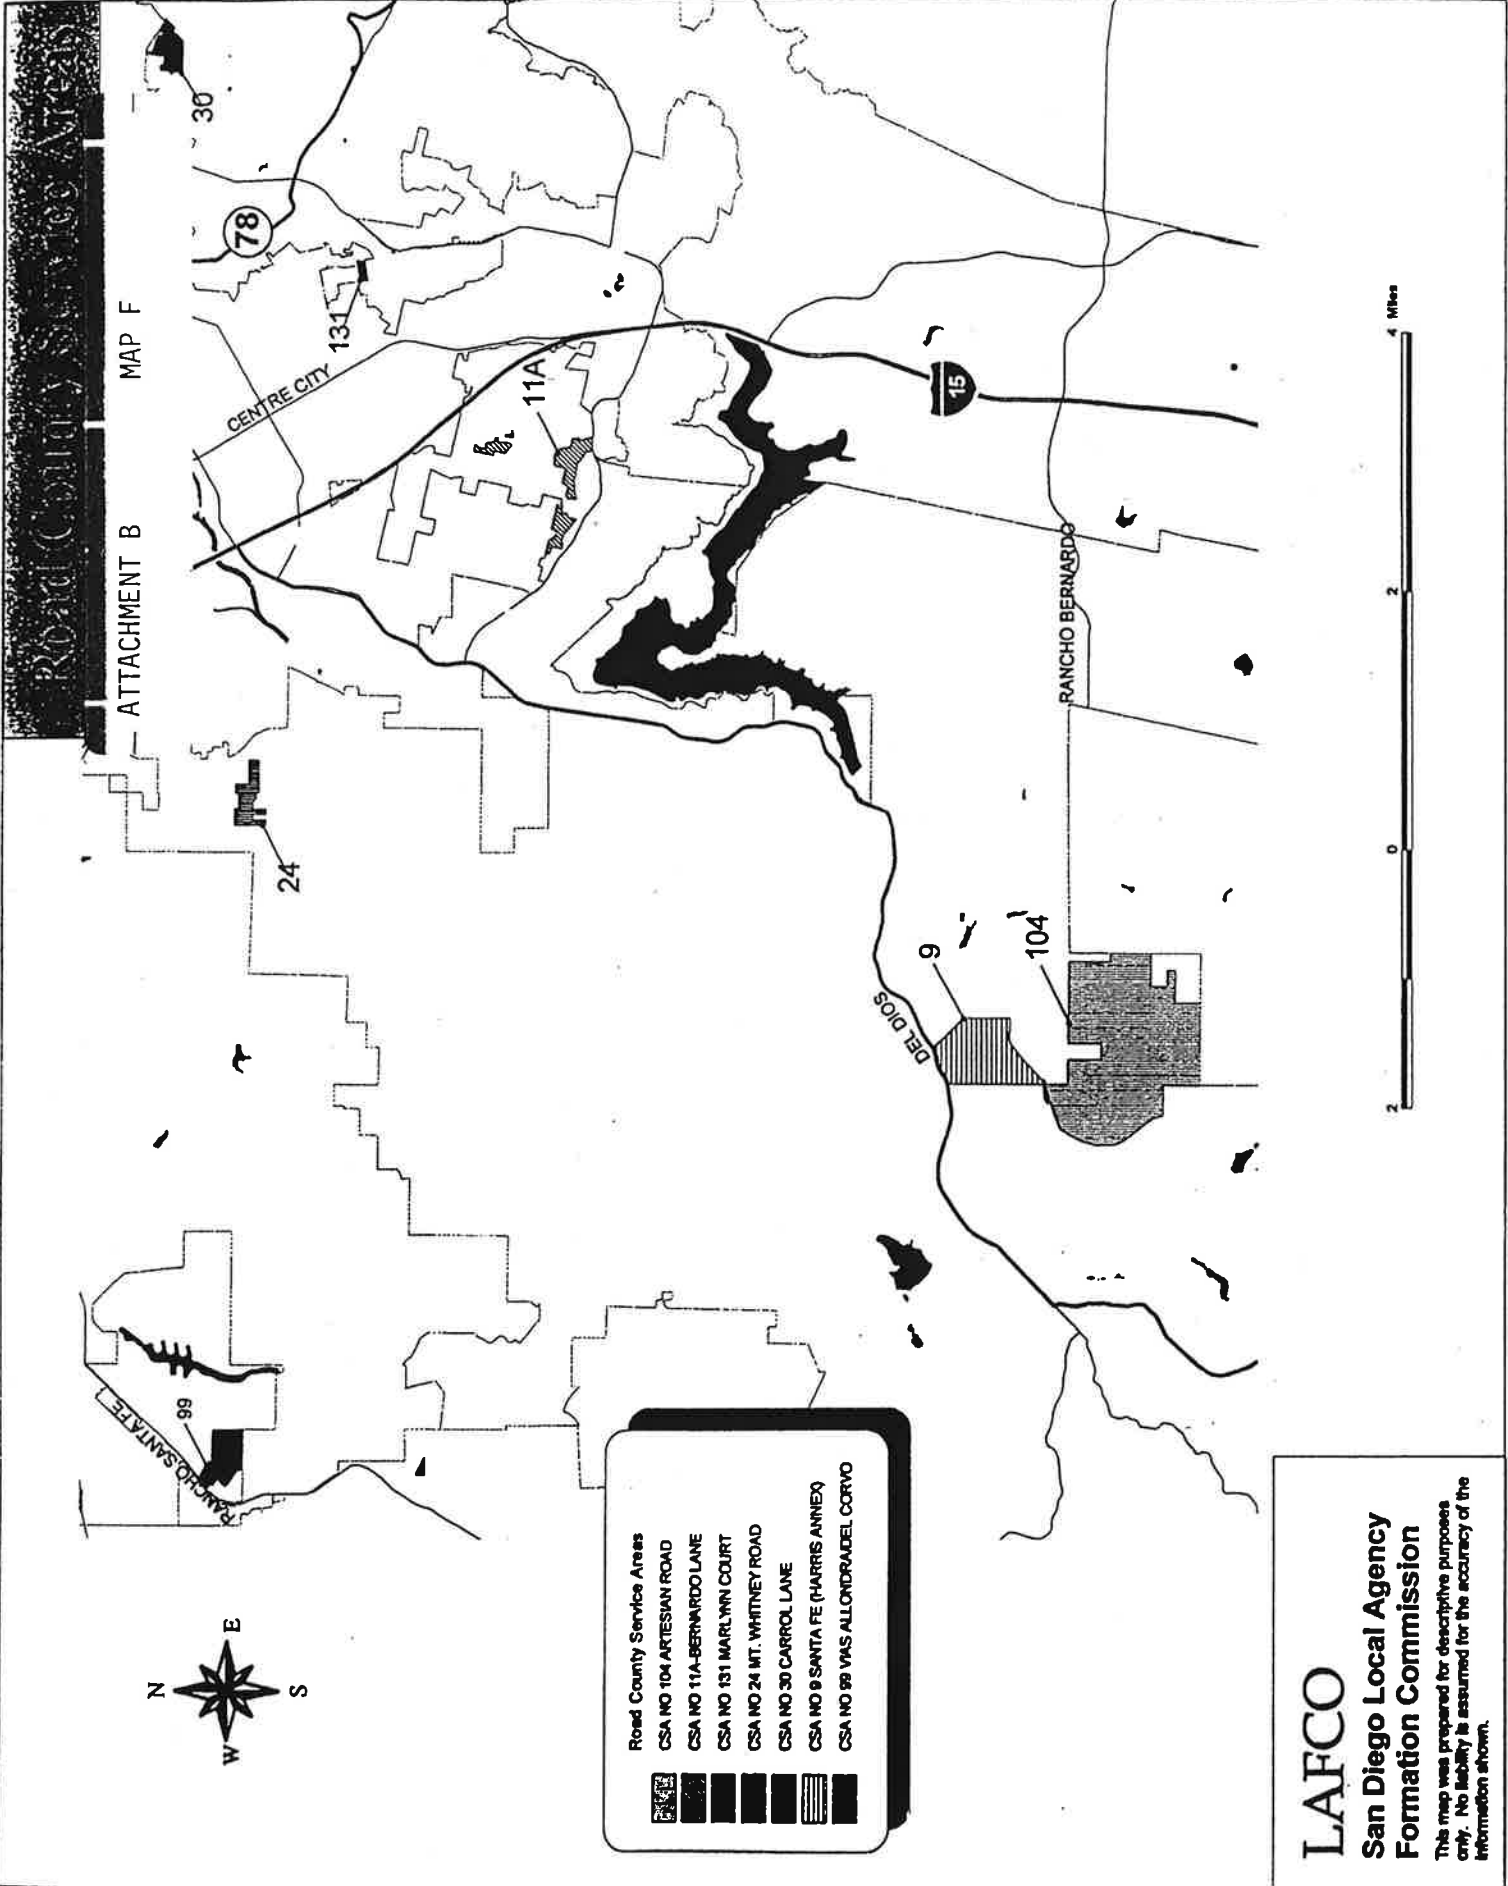 Road County Service Areas
ATTACHMENT B MAP F
N
W E
S
RANCHO SANTA FE
99
24
CENTRE CITY
78
131
30
11A
DEL DIOS
9
104
RANCHO BERNARDO
15
Road County Service Areas
CSA NO 104 ARTESIAN ROAD
CSA NO 11A-BERNARDO LANE
CSA NO 131 MARLYNN COURT
CSA NO 24 MT. WHITNEY ROAD
CSA NO 30 CARROL LANE
CSA NO 9 SANTA FE (HARRIS ANNEX)
CSA NO 99 VIAS ALLONDRA/DEL CORVO
2 0 2 4 Miles
LAFCO
San Diego Local Agency
Formation Commission
This map was prepared for descriptive purposes
only. No liability is assumed for the accuracy of the
information shown.